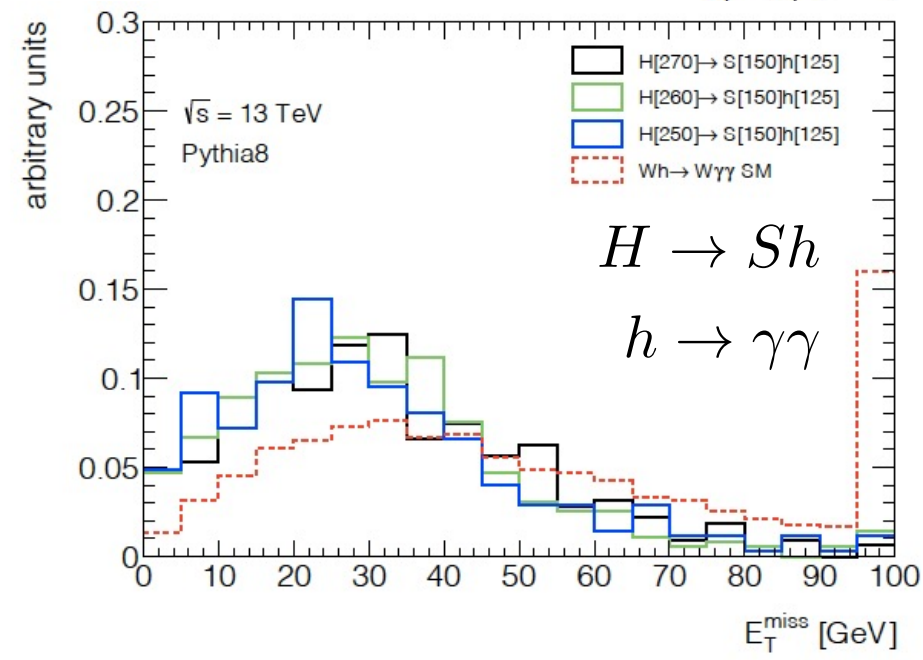 0.3
0.25
0.2
0.15
0.1
0.05
0
arbitrary units
√s = 13 TeV
Pythia8
H[270]→ S[150]h[125]
H[260]→ S[150]h[125]
H[250]→ S[150]h[125]
Wh→ Wγγ SM
H → Sh
h → γγ
0 10 20 30 40 50 60 70 80 90 100
E_T^miss [GeV]